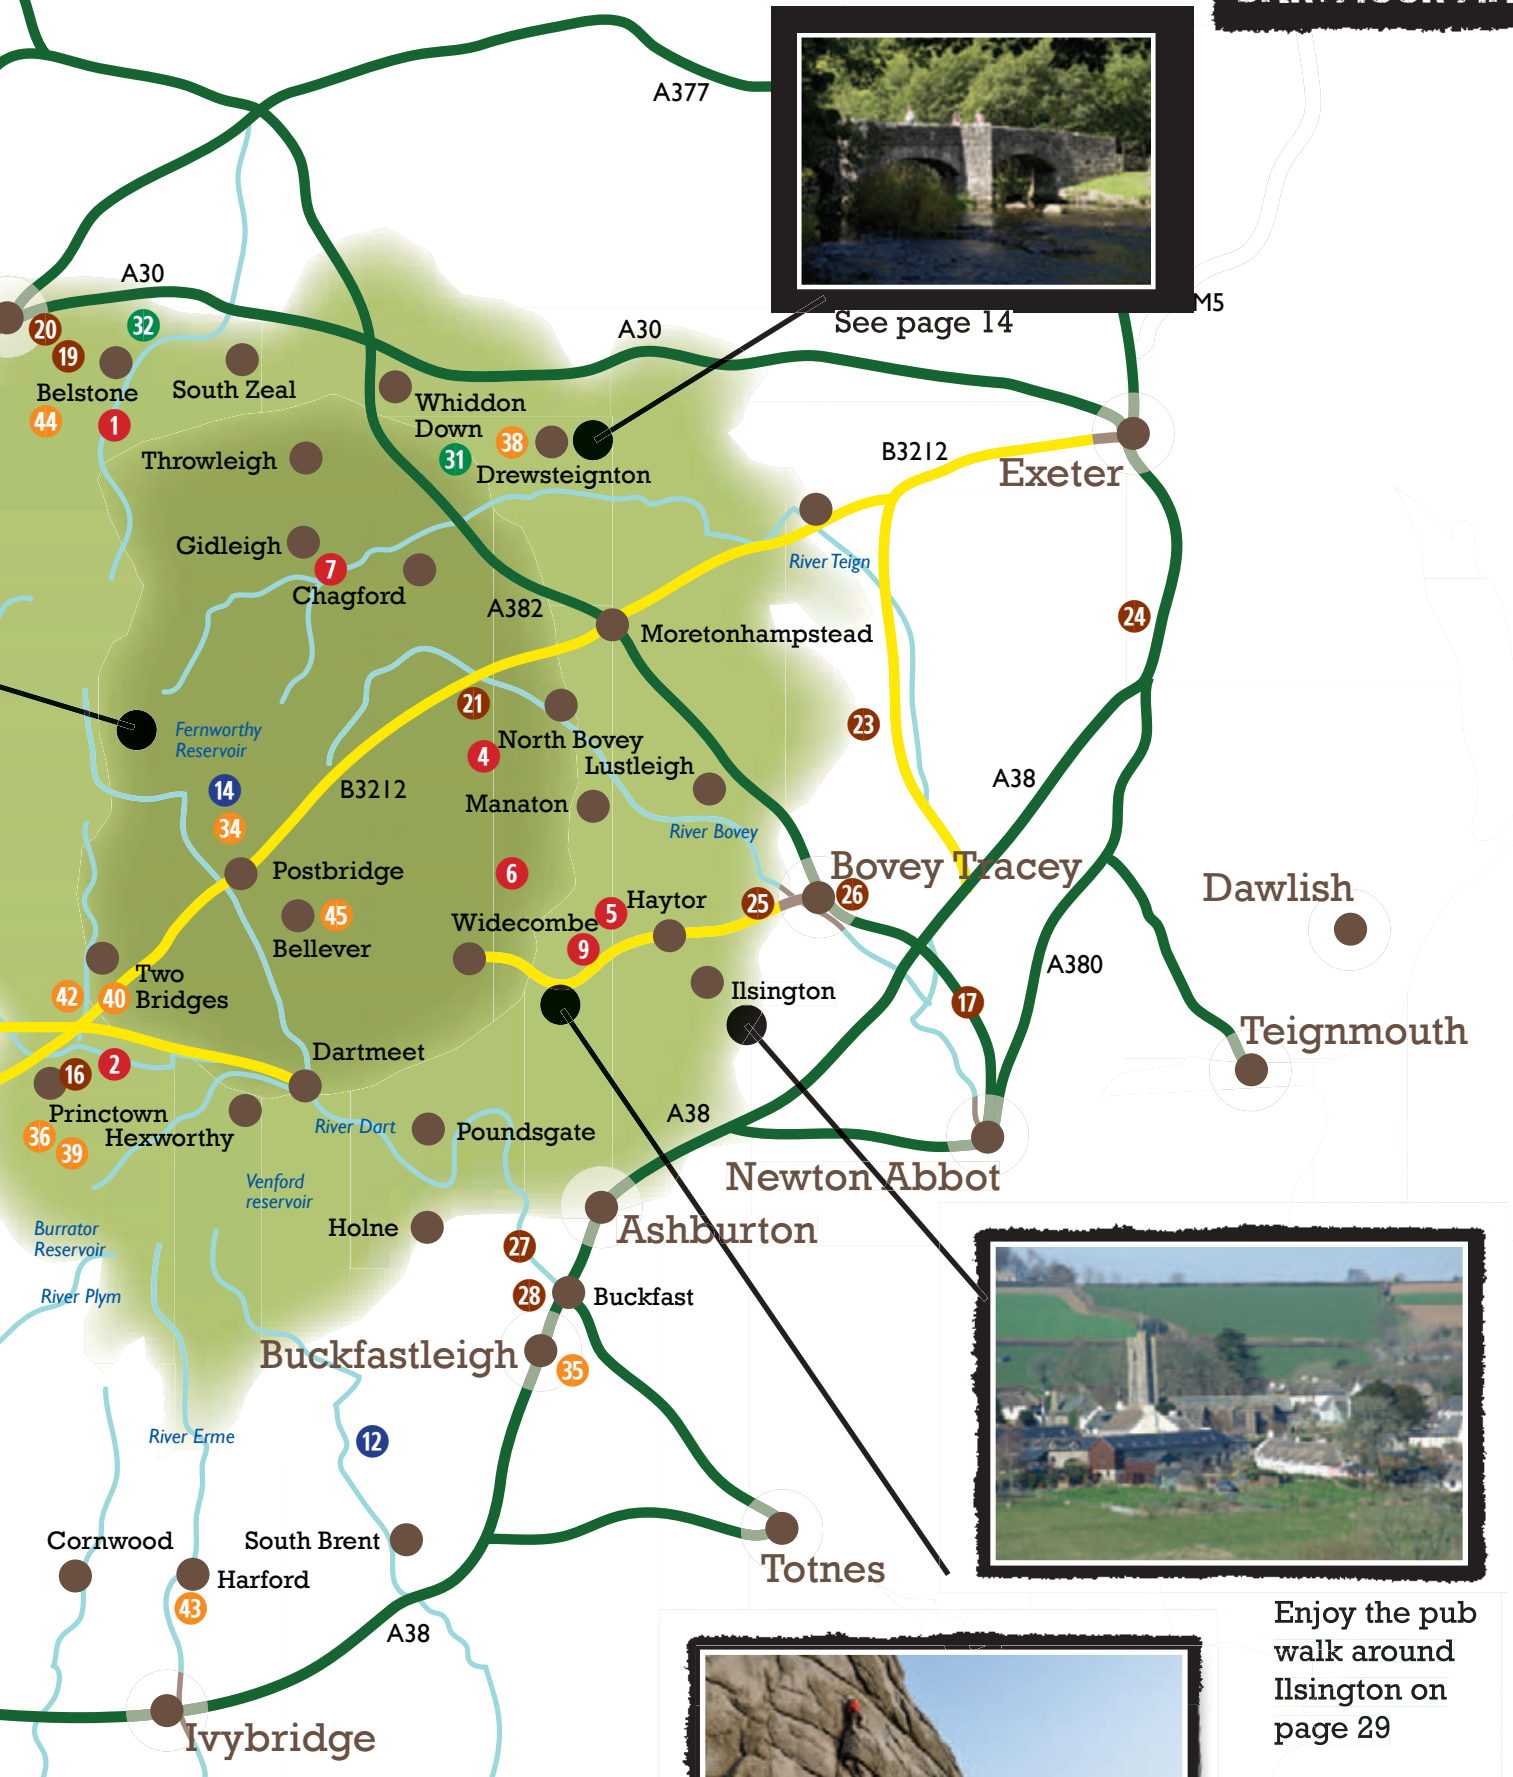 A377
See page 14
M5
A30
A30
20
32
19
Belstone
South Zeal
44
1
Whiddon
Down
31
38
Drewsteignton
Throwleigh
B3212
Exeter
Gidleigh
7
Chagford
River Teign
A382
Moretonhampstead
24
21
23
Fernworthy
Reservoir
North Bovey
4
Lustleigh
14
B3212
A38
Manaton
34
River Bovey
Postbridge
6
Bovey Tracey
Dawlish
45
Bellever
Widecombe
5
Haytor
25
26
9
Two
Bridges
42
40
A380
Ilsington
17
Teignmouth
Dartmeet
16
2
Princtown
36
39
Hexworthy
River Dart
Poundsgate
A38
Venford
reservoir
Newton Abbot
Burrator
Reservoir
Holne
Ashburton
27
River Plym
28
Buckfast
Buckfastleigh
35
River Erme
12
Cornwood
South Brent
Harford
43
Totnes
A38
Enjoy the pub
walk around
Ilsington on
page 29
Ivybridge